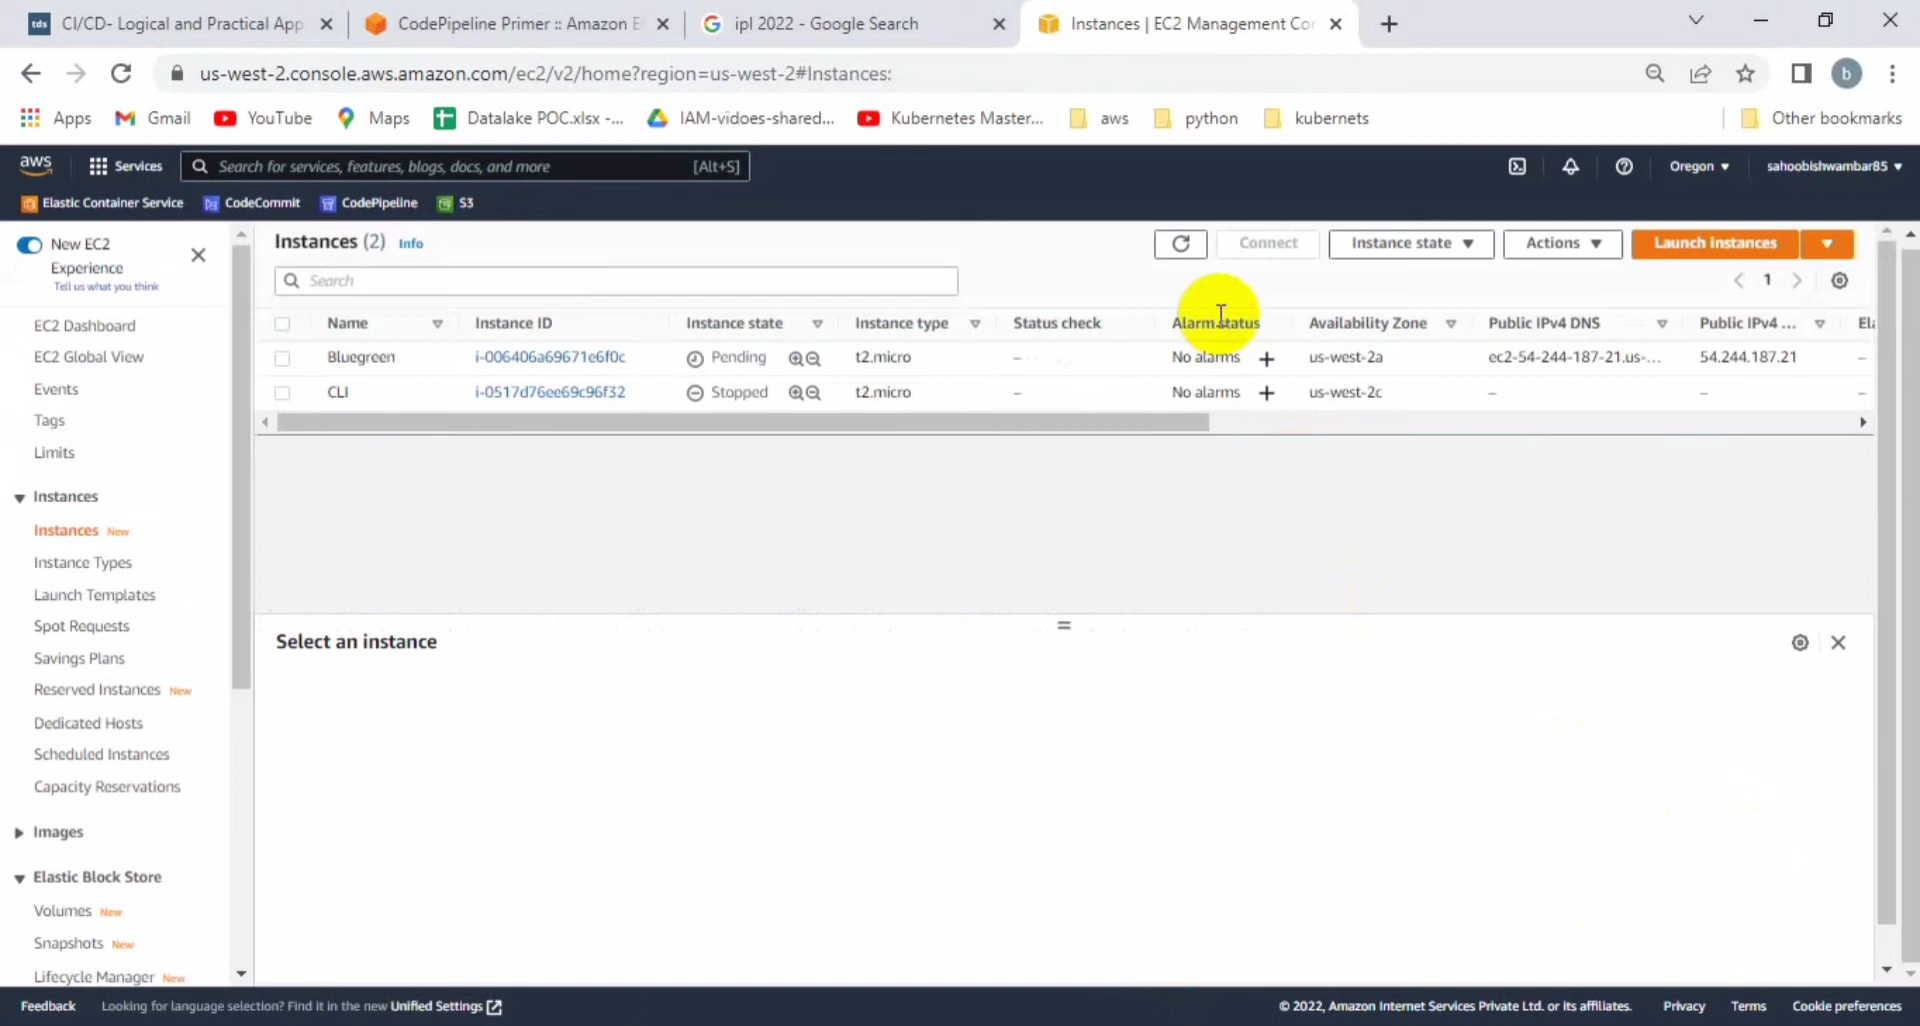 tds CI/CD- Logical and Practical App
CodePipeline Primer :: Amazon E
ipl 2022 - Google Search
Instances | EC2 Management Con
us-west-2.console.aws.amazon.com/ec2/v2/home?region=us-west-2#Instances:
b
Apps Gmail YouTube Maps Datalake POC.xlsx -... IAM-vidoes-shared... Kubernetes Master... aws python kubernets Other bookmarks
aws Services Search for services, features, blogs, docs, and more [Alt+S] Oregon sahoobishwambar85
Elastic Container Service CodeCommit CodePipeline S3
New EC2
Experience
Tell us what you think
EC2 Dashboard
EC2 Global View
Events
Tags
Limits
Instances
Instances New
Instance Types
Launch Templates
Spot Requests
Savings Plans
Reserved Instances New
Dedicated Hosts
Scheduled Instances
Capacity Reservations
Images
Elastic Block Store
Volumes New
Snapshots New
Lifecycle Manager New
Instances (2) Info Connect Instance state Actions Launch instances
Search 1
Name Instance ID Instance state Instance type Status check Alarm status Availability Zone Public IPv4 DNS Public IPv4 ... Ela
Bluegreen i-006406a69671e6f0c Pending t2.micro – No alarms + us-west-2a ec2-54-244-187-21.us-... 54.244.187.21 –
CLI i-0517d76ee69c96f32 Stopped t2.micro – No alarms + us-west-2c – – –
Select an instance
Feedback Looking for language selection? Find it in the new Unified Settings © 2022, Amazon Internet Services Private Ltd. or its affiliates. Privacy Terms Cookie preferences